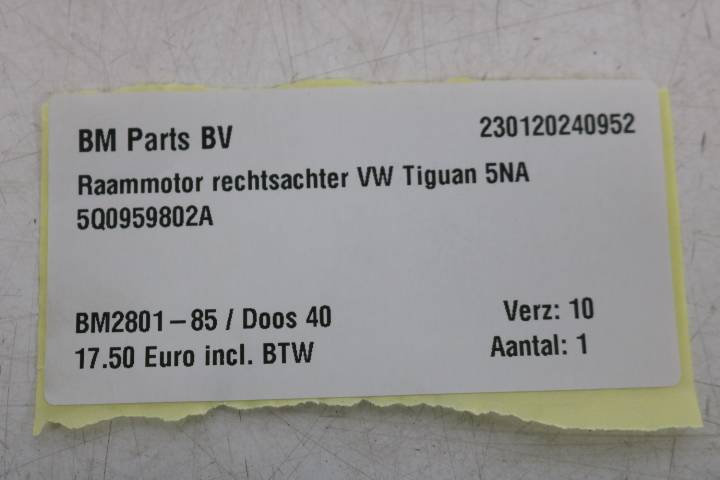 BM Parts BV 230120240952
Raammotor rechtsachter VW Tiguan 5NA
5Q0959802A
BM2801-85 / Doos 40 Verz: 10
17.50 Euro incl. BTW Aantal: 1